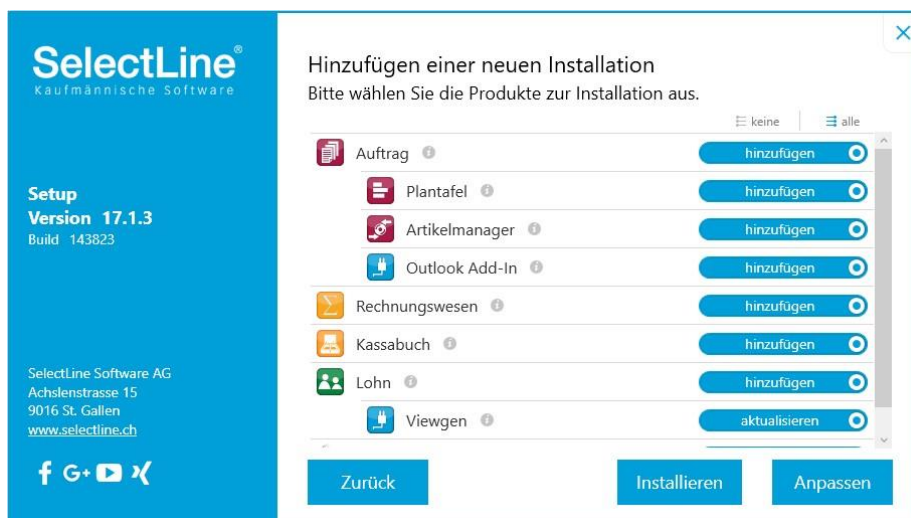 SelectLine®
Kaufmännische Software
Setup
Version 17.1.3
Build 143823
SelectLine Software AG
Achslenstrasse 15
9016 St. Gallen
www.selectline.ch
f G+
Hinzufügen einer neuen Installation
Bitte wählen Sie die Produkte zur Installation aus.
keine alle
Auftrag hinzufügen
Plantafel hinzufügen
Artikelmanager hinzufügen
Outlook Add-In hinzufügen
Rechnungswesen hinzufügen
Kassabuch hinzufügen
Lohn hinzufügen
Viewgen aktualisieren
Zurück Installieren Anpassen